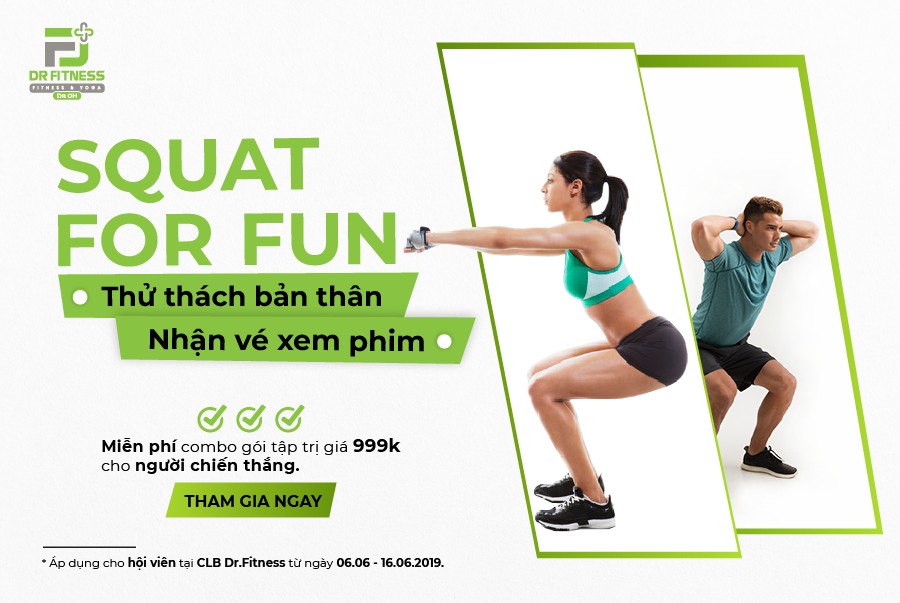 DR FITNESS
FITNESS & YOGA
DR OH
SQUAT
FOR FUN
Thử thách bản thân
Nhận vé xem phim
Miễn phí combo gói tập trị giá 999k
cho người chiến thắng.
THAM GIA NGAY
* Áp dụng cho hội viên tại CLB Dr.Fitness từ ngày 06.06 - 16.06.2019.